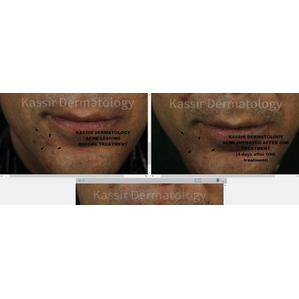 Kassir Dermatology
KASSIR DERMATOLOGY
ACNE LESIONS
BEFORE TREATMENT
Kassir Dermatology
KASSIR DERMATOLOGY
ACNE IMPROVED AFTER ONE
TREATMENT
(4 days after ONE
treatment)
Kassir Dermatology